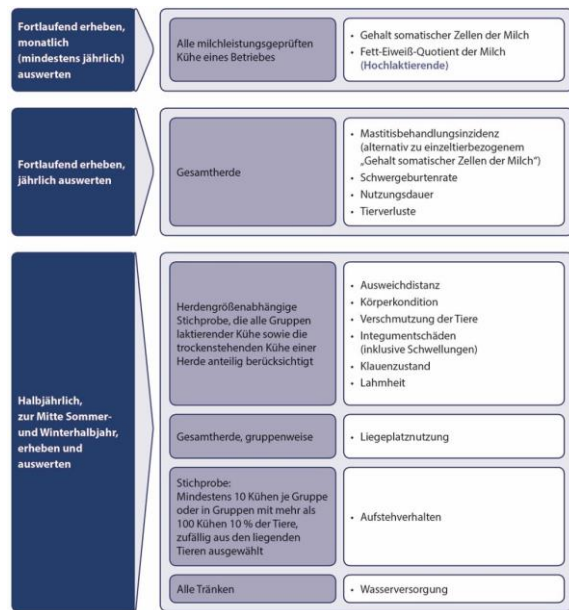 Fortlaufend erheben,
monatlich
(mindestens jährlich)
auswerten
Alle milchleistungsgeprüften
Kühe eines Betriebes
• Gehalt somatischer Zellen der Milch
• Fett-Eiweiß-Quotient der Milch
(Hochlaktierende)
Fortlaufend erheben,
jährlich auswerten
Gesamtherde
• Mastitisbehandlungsinzidenz
(alternativ zu einzeltierbezogenem
„Gehalt somatischer Zellen der Milch“)
• Schwergeburtenrate
• Nutzungsdauer
• Tierverluste
Halbjährlich,
zur Mitte Sommer-
und Winterhalbjahr,
erheben und
auswerten
Herdengrößenabhängige
Stichprobe, die alle Gruppen
laktierender Kühe sowie die
trockenstehenden Kühe einer
Herde anteilig berücksichtigt
• Ausweichdistanz
• Körperkondition
• Verschmutzung der Tiere
• Integumentschäden
(inklusive Schwellungen)
• Klauenzustand
• Lahmheit
Gesamtherde, gruppenweise
• Liegeplatznutzung
Stichprobe:
Mindestens 10 Kühen je Gruppe
oder in Gruppen mit mehr als
100 Kühen 10 % der Tiere,
zufällig aus den liegenden
Tieren ausgewählt
• Aufstehverhalten
Alle Tränken
• Wasserversorgung